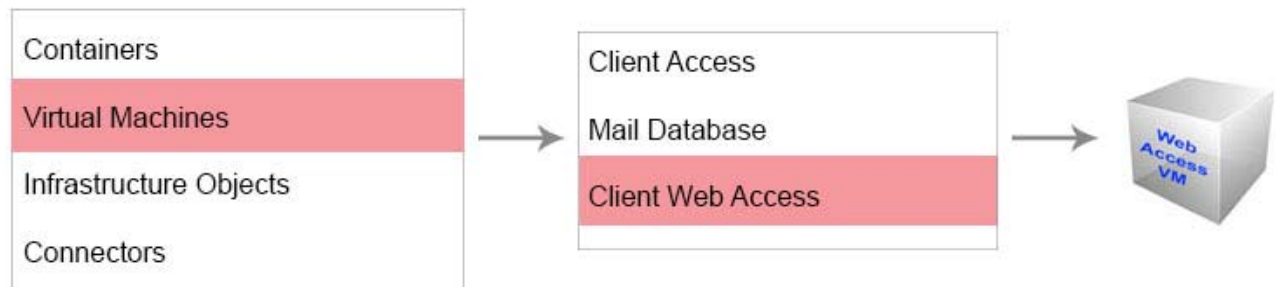 Containers
Virtual Machines
Infrastructure Objects
Connectors
Client Access
Mail Database
Client Web Access
Web
Access
VM